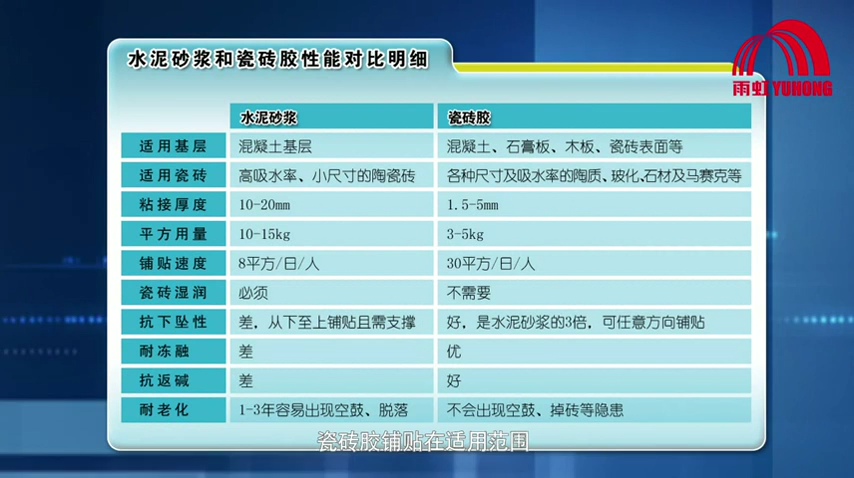 水泥砂浆和瓷砖胶性能对比明细
雨虹 YUHONG
水泥砂浆 瓷砖胶
适用基层 混凝土基层 混凝土、石膏板、木板、瓷砖表面等
适用瓷砖 高吸水率、小尺寸的陶瓷砖 各种尺寸及吸水率的陶质、玻化、石材及马赛克等
粘接厚度 10-20mm 1.5-5mm
平方用量 10-15kg 3-5kg
铺贴速度 8平方/日/人 30平方/日/人
瓷砖湿润 必须 不需要
抗下坠性 差，从下至上铺贴且需支撑 好，是水泥砂浆的3倍，可任意方向铺贴
耐冻融 差 优
抗返碱 差 好
耐老化 1-3年容易出现空鼓、脱落 不会出现空鼓、掉砖等隐患
瓷砖胶铺贴在适用范围